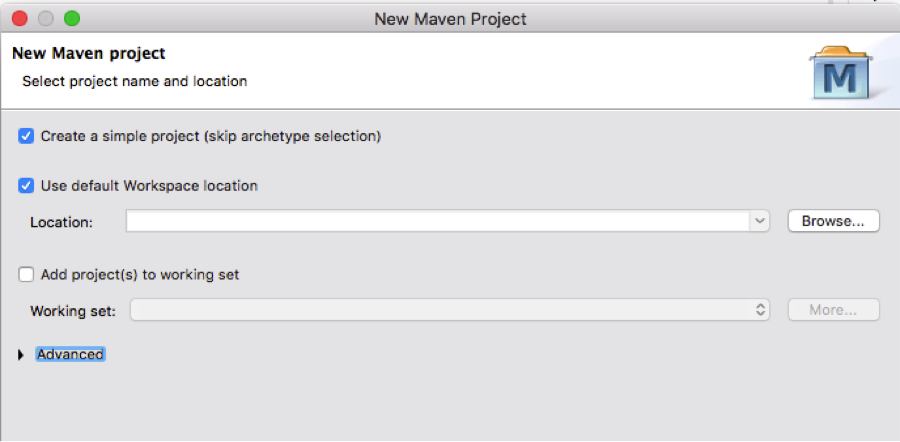 New Maven Project
New Maven project
Select project name and location
M
Create a simple project (skip archetype selection)
Use default Workspace location
Location:
Browse...
Add project(s) to working set
Working set:
More...
Advanced